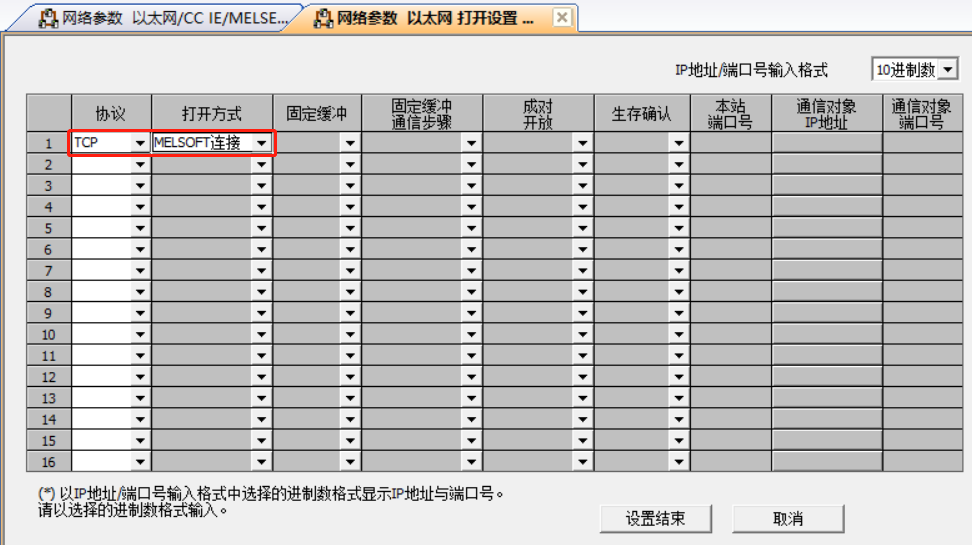 网络参数 以太网/CC IE/MELSE...
网络参数 以太网 打开设置 ...
IP地址/端口号输入格式 10进制数
协议 打开方式 固定缓冲 固定缓冲 通信步骤 成对 开放 生存确认 本站 端口号 通信对象 IP地址 通信对象 端口号
1 TCP MELSOFT连接
2
3
4
5
6
7
8
9
10
11
12
13
14
15
16
(*) 以IP地址/端口号输入格式中选择的进制数格式显示IP地址与端口号。
请以选择的进制数格式输入。
设置结束 取消